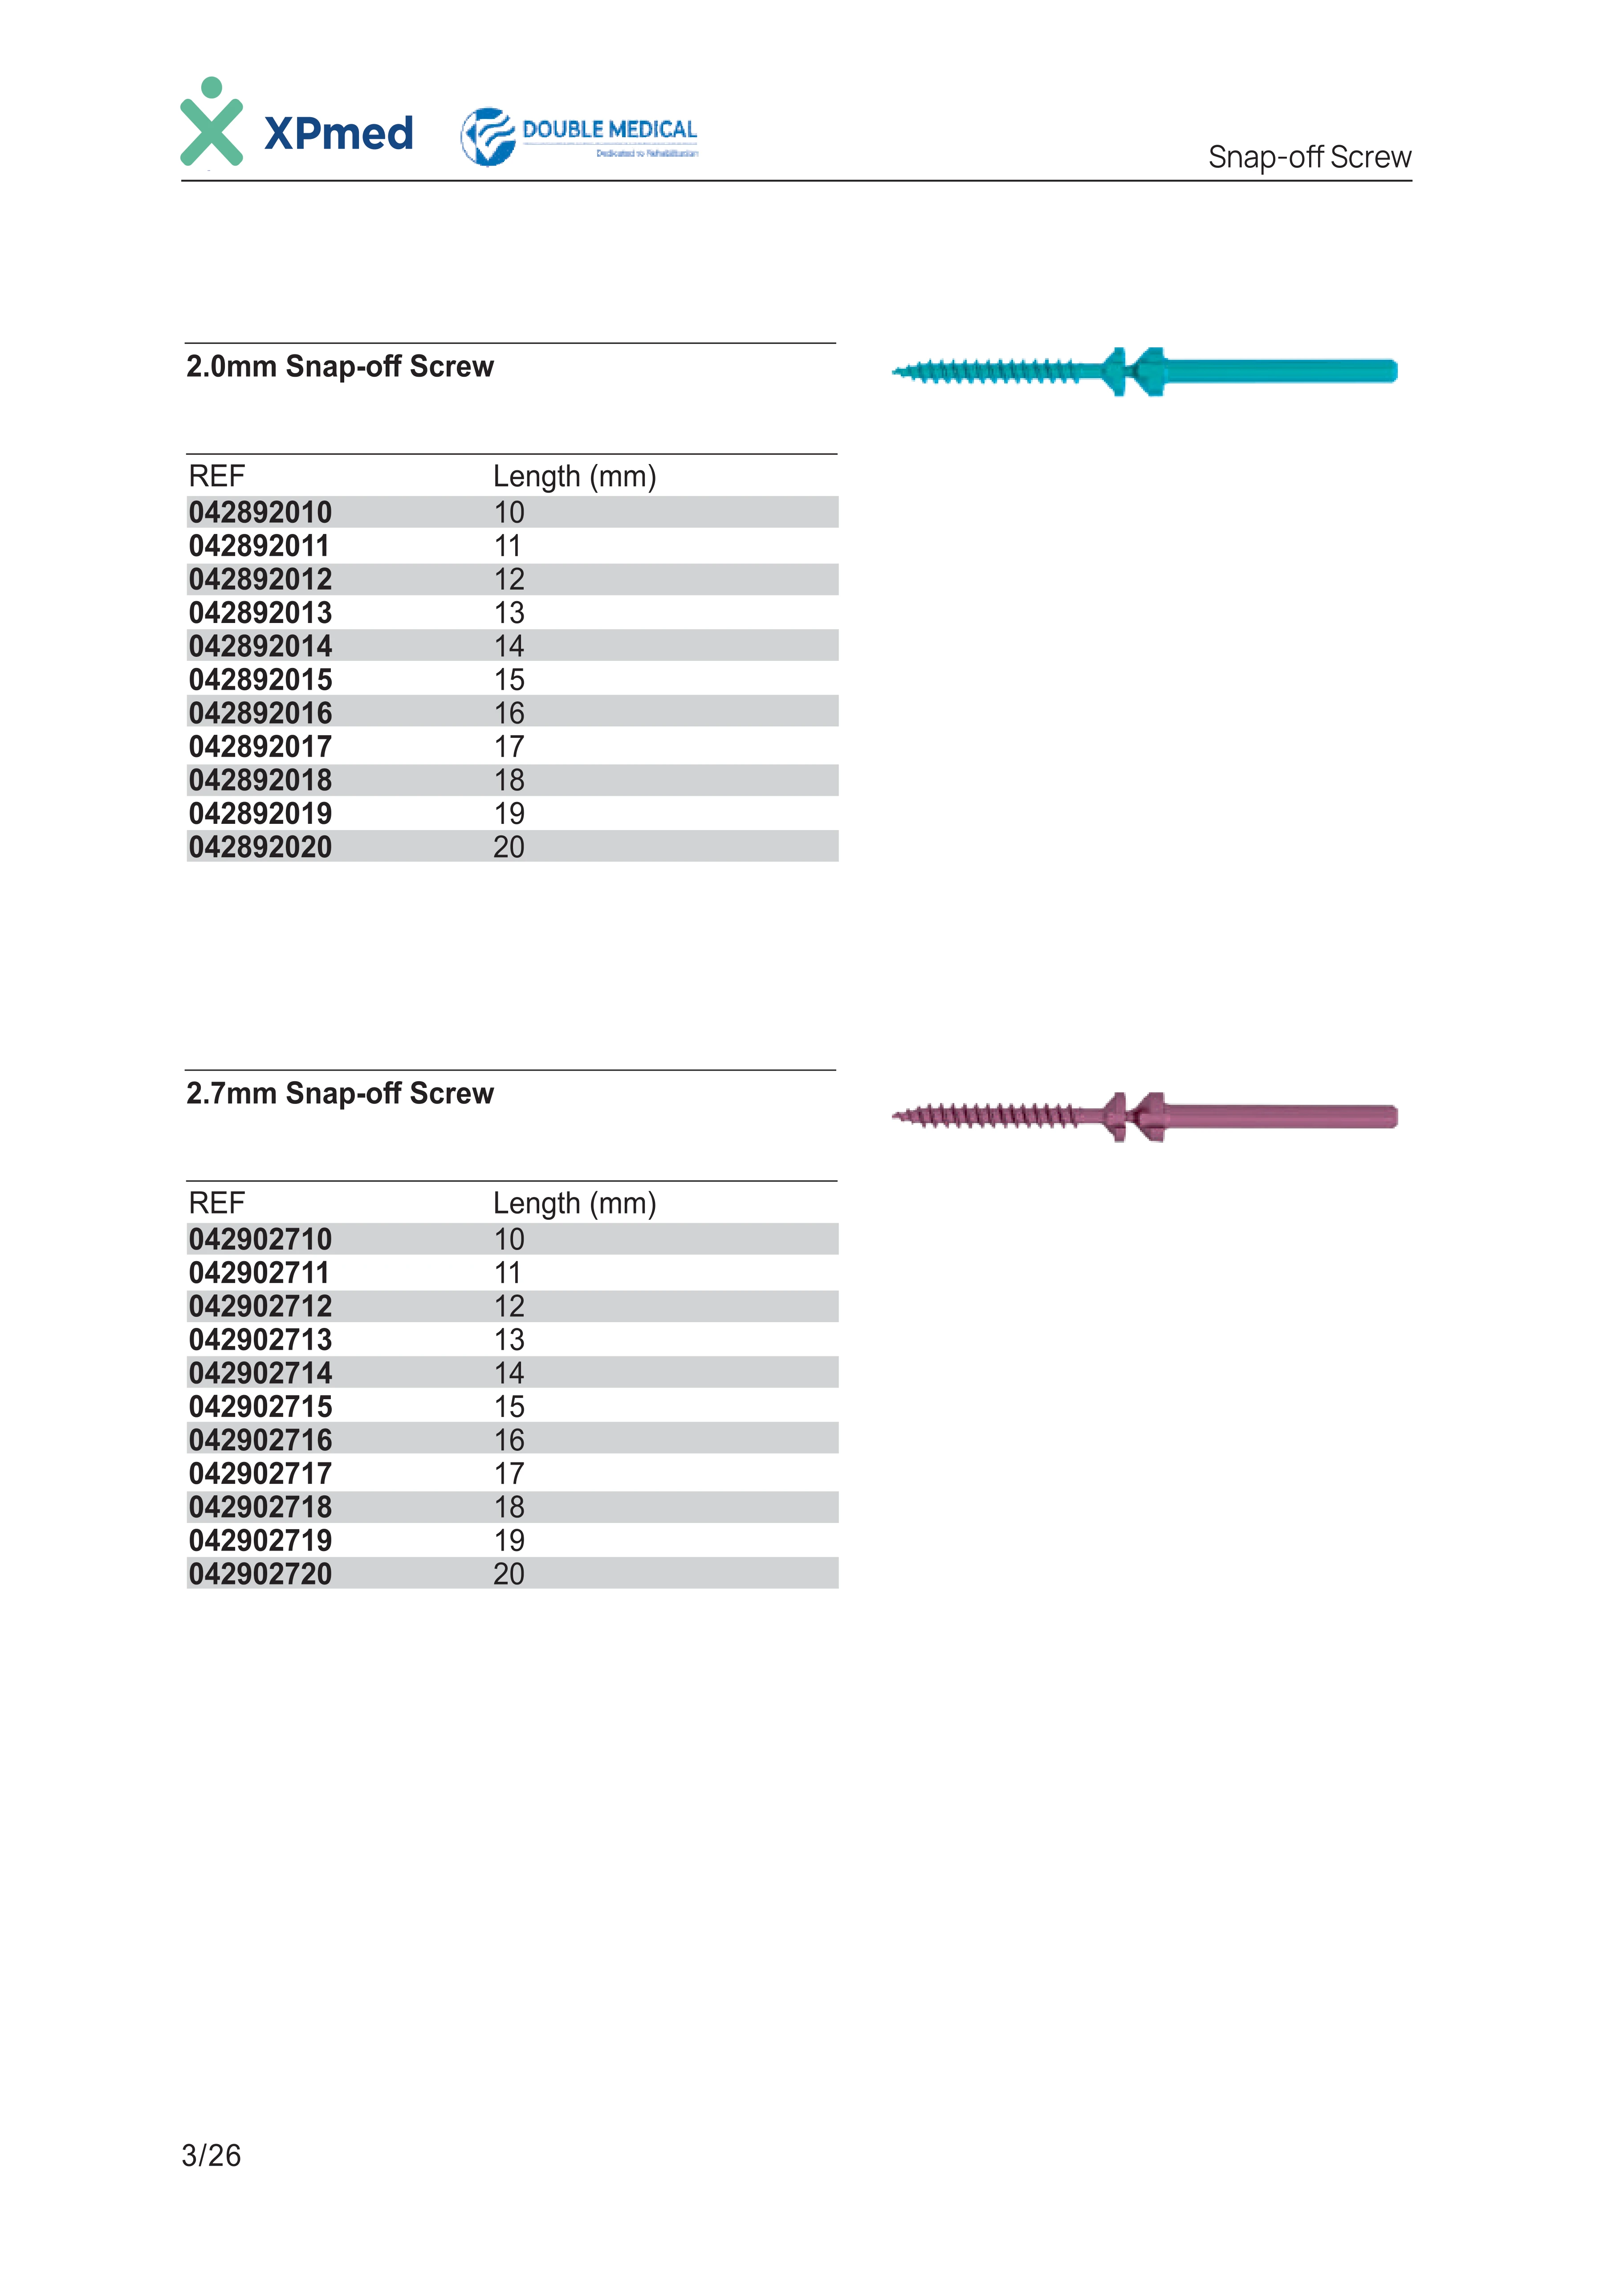 XPmed
DOUBLE MEDICAL
Dedicated to Rehabilitation
Snap-off Screw
2.0mm Snap-off Screw
REF Length (mm)
042892010 10
042892011 11
042892012 12
042892013 13
042892014 14
042892015 15
042892016 16
042892017 17
042892018 18
042892019 19
042892020 20
2.7mm Snap-off Screw
REF Length (mm)
042902710 10
042902711 11
042902712 12
042902713 13
042902714 14
042902715 15
042902716 16
042902717 17
042902718 18
042902719 19
042902720 20
3/26